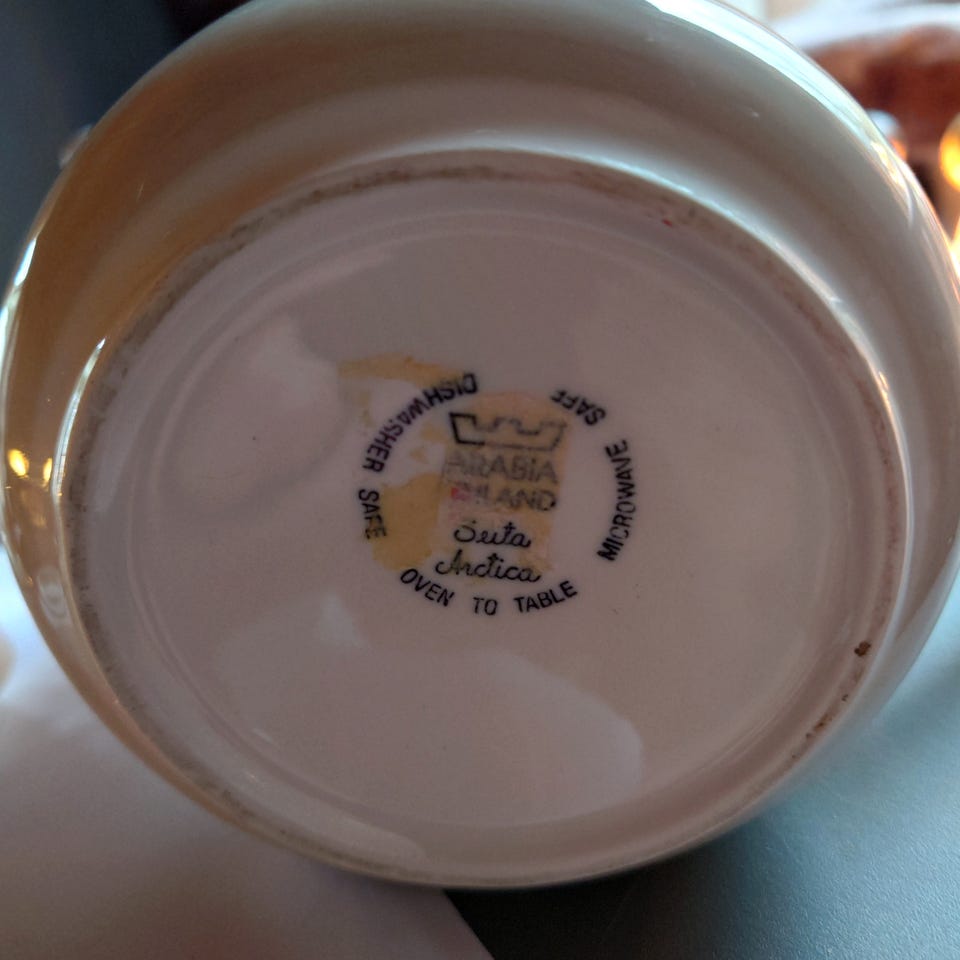 ARABIA
FINLAND
Seita
Arctica
DISHWASHER SAFE
OVEN TO TABLE
MICROWAVE SAFE